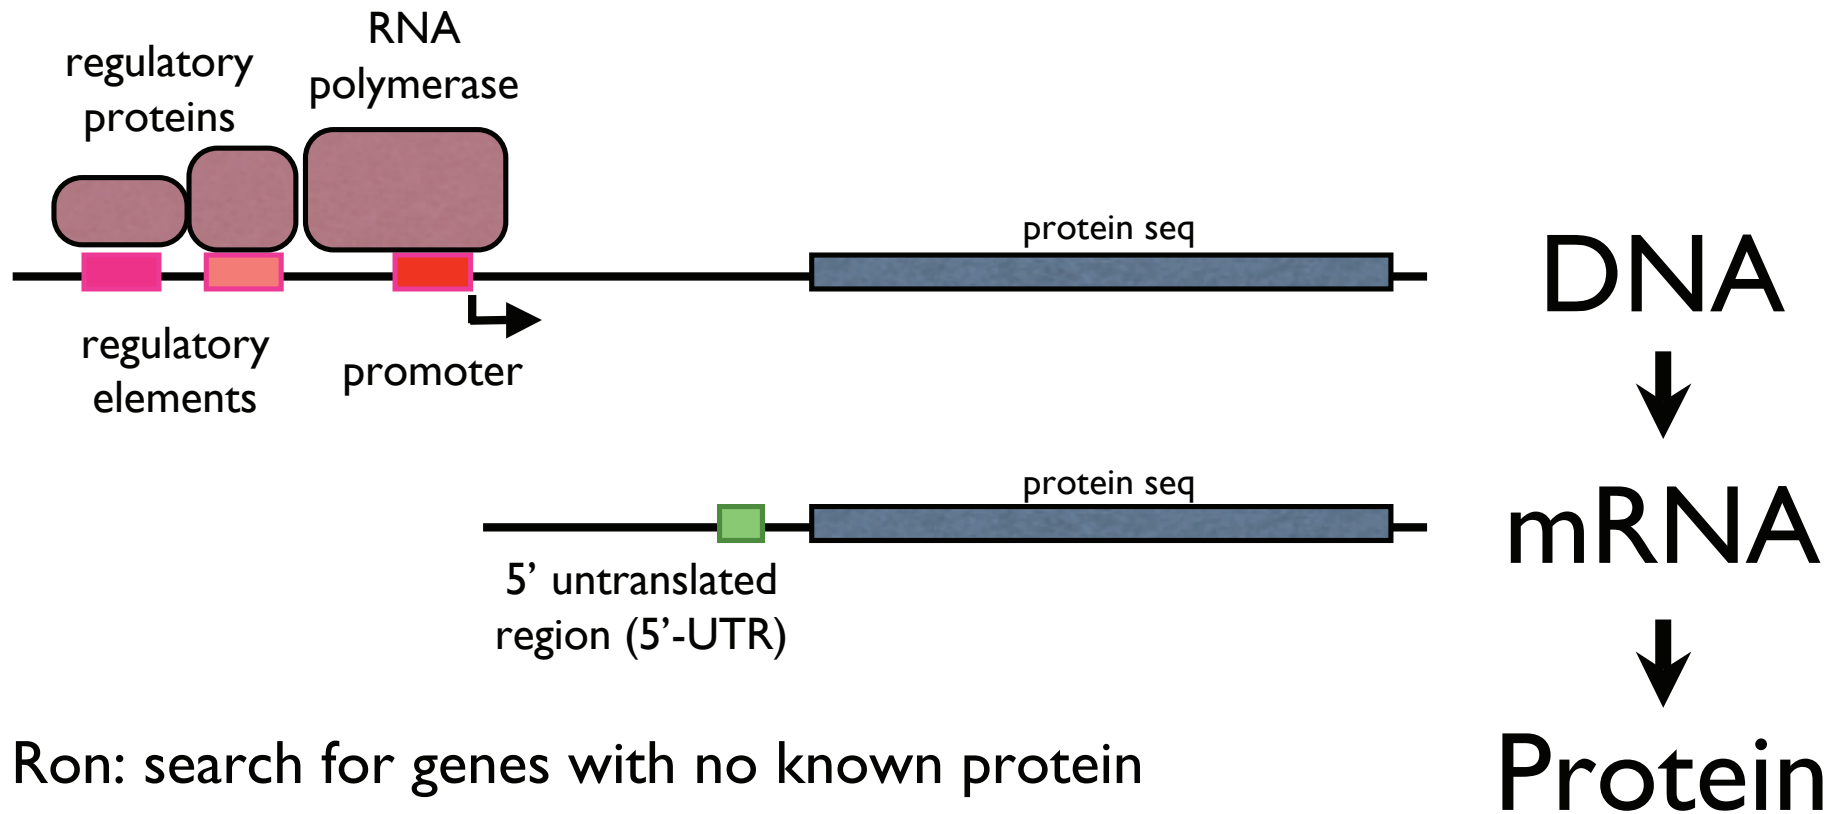 regulatory
proteins
RNA
polymerase
protein seq
DNA
regulatory
elements
promoter
protein seq
mRNA
5’ untranslated
region (5’-UTR)
Ron: search for genes with no known protein
Protein